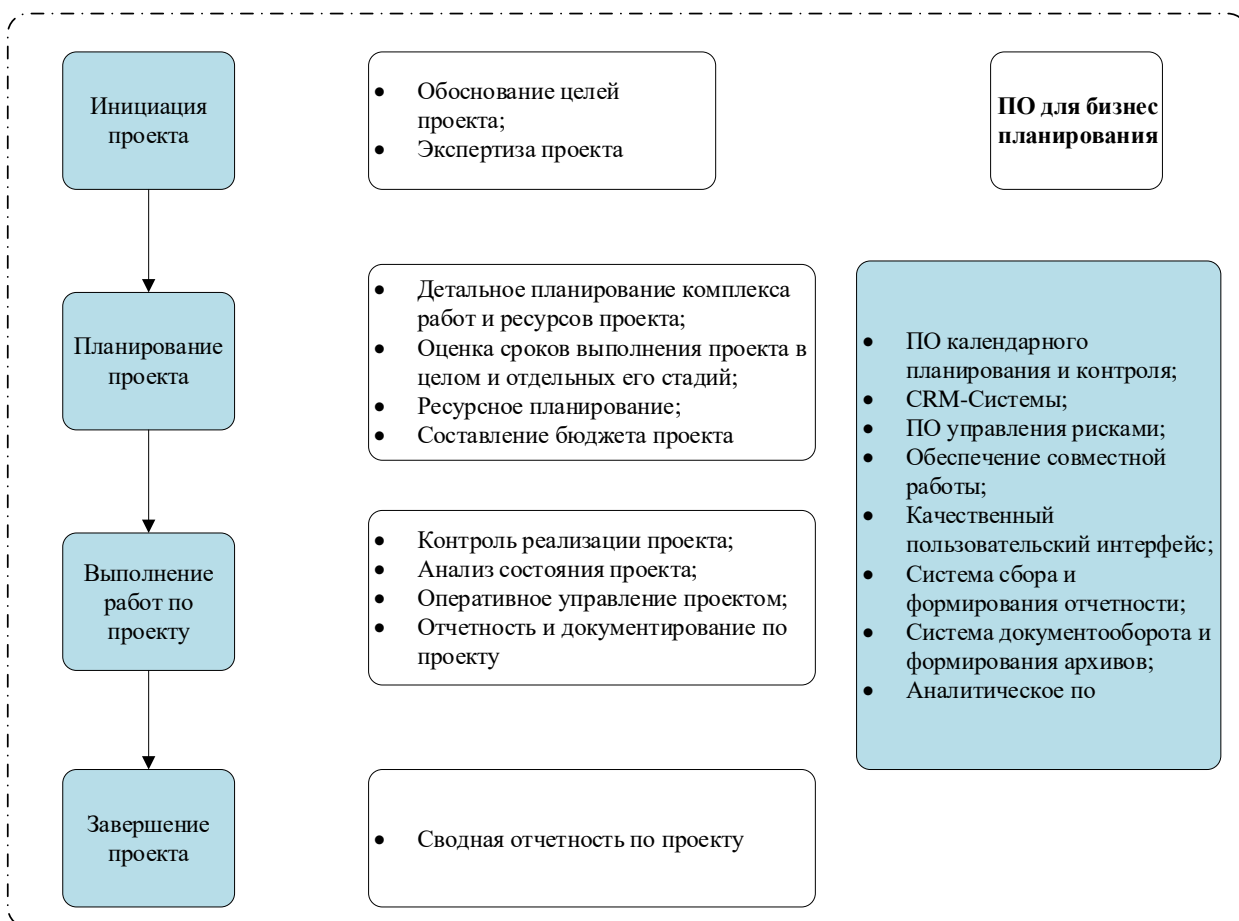 Инициация
проекта
• Обоснование целей
проекта;
• Экспертиза проекта
ПО для бизнес
планирования
Планирование
проекта
• Детальное планирование комплекса
работ и ресурсов проекта;
• Оценка сроков выполнения проекта в
целом и отдельных его стадий;
• Ресурсное планирование;
• Составление бюджета проекта
• ПО календарного
планирования и контроля;
• CRM-Системы;
• ПО управления рисками;
• Обеспечение совместной
работы;
• Качественный
пользовательский интерфейс;
• Система сбора и
формирования отчетности;
• Система документооборота и
формирования архивов;
• Аналитическое по
Выполнение
работ по
проекту
• Контроль реализации проекта;
• Анализ состояния проекта;
• Оперативное управление проектом;
• Отчетность и документирование по
проекту
Завершение
проекта
• Сводная отчетность по проекту